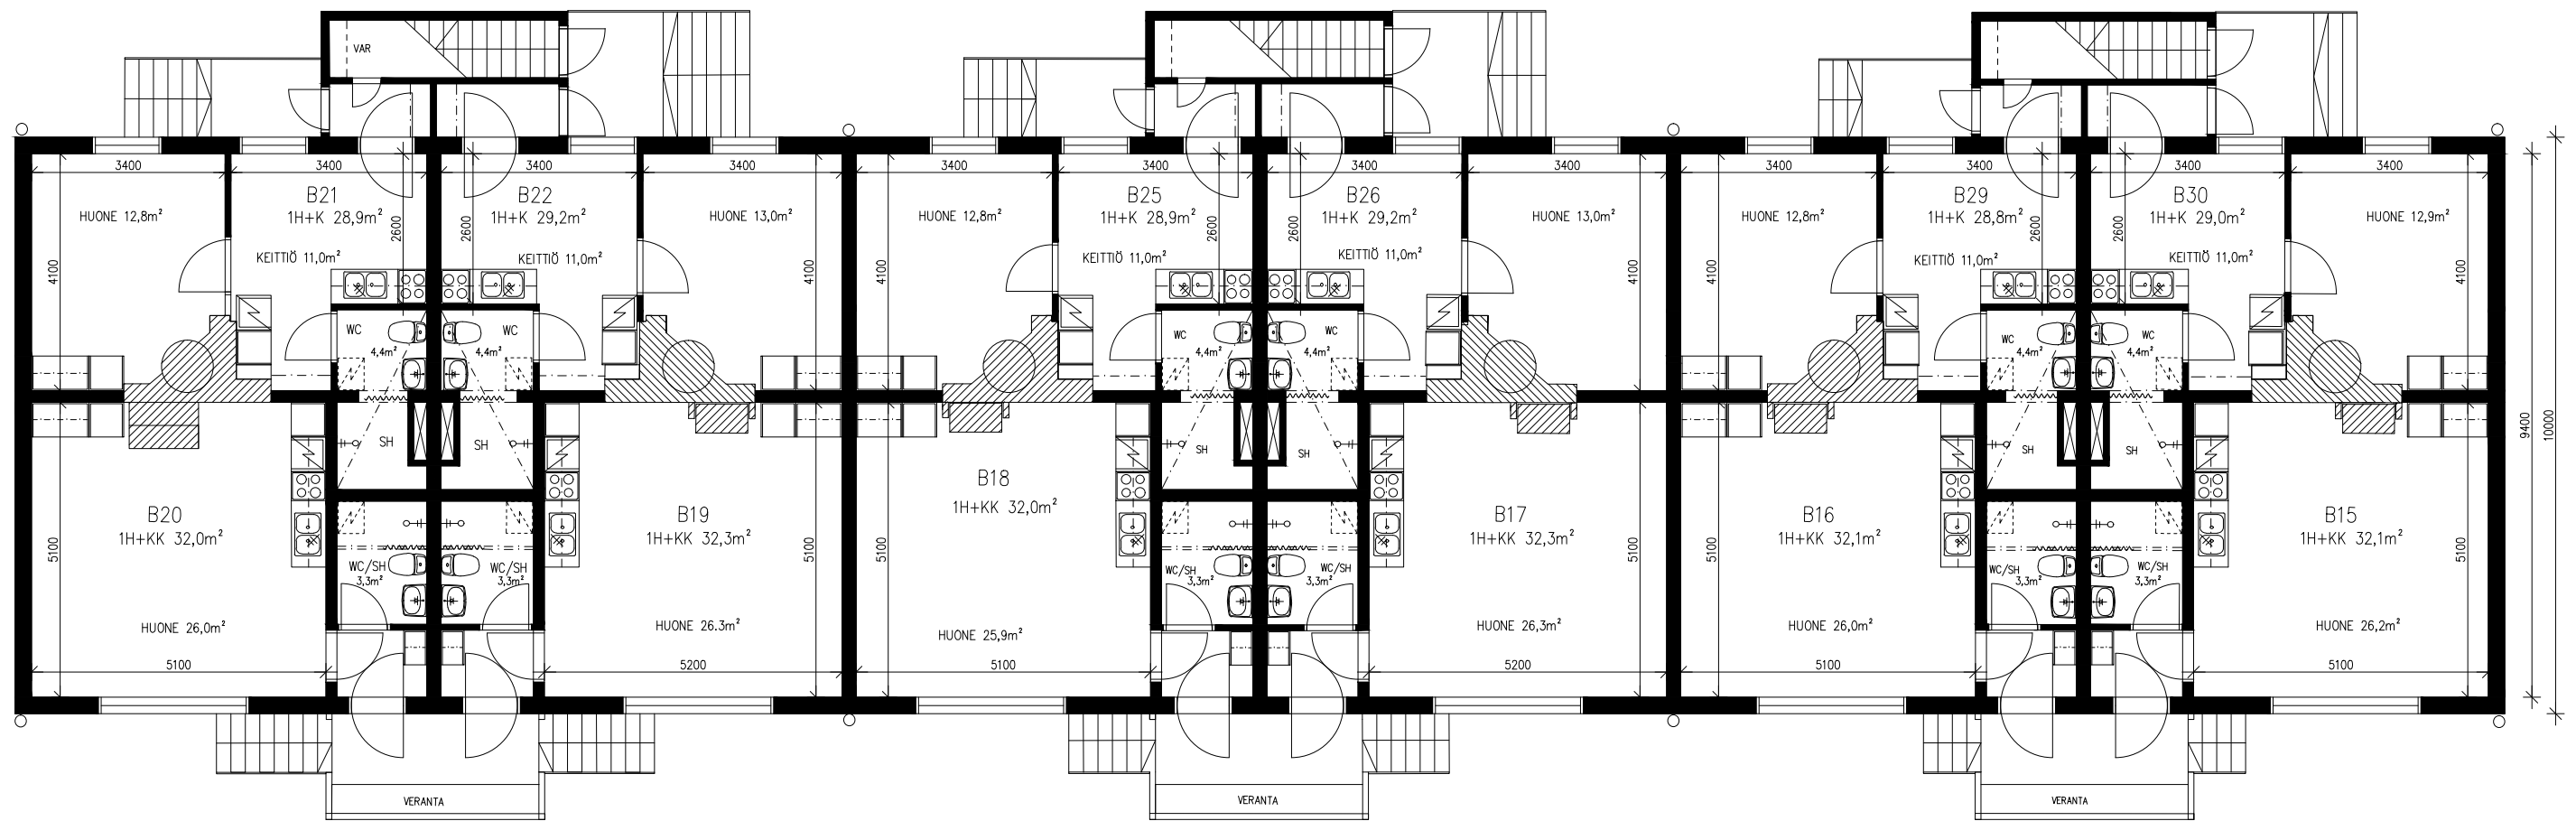 VAR
3400
3400
3400
3400
3400
3400
3400
3400
3400
3400
3400
3400
B21
1H+K 28,9m²
B22
1H+K 29,2m²
B25
1H+K 28,9m²
B26
1H+K 29,2m²
B29
1H+K 28,8m²
B30
1H+K 29,0m²
HUONE 12,8m²
HUONE 13,0m²
HUONE 12,8m²
HUONE 13,0m²
HUONE 12,8m²
HUONE 12,9m²
2600
2600
2600
2600
2600
2600
KEITTIÖ 11,0m²
KEITTIÖ 11,0m²
KEITTIÖ 11,0m²
KEITTIÖ 11,0m²
KEITTIÖ 11,0m²
KEITTIÖ 11,0m²
4100
4100
4100
4100
4100
4100
WC
4,4m²
WC
4,4m²
WC
4,4m²
WC
4,4m²
WC
4,4m²
WC
4,4m²
9400
10000
SH
SH
SH
SH
SH
SH
B20
1H+KK 32,0m²
B19
1H+KK 32,3m²
B18
1H+KK 32,0m²
B17
1H+KK 32,3m²
B16
1H+KK 32,1m²
B15
1H+KK 32,1m²
5100
5100
5100
5100
5100
5100
WC/SH
3,3m²
WC/SH
3,3m²
WC/SH
3,3m²
WC/SH
3,3m²
WC/SH
3,3m²
WC/SH
3,3m²
HUONE 26,0m²
HUONE 26.3m²
HUONE 25,9m²
HUONE 26,3m²
HUONE 26,0m²
HUONE 26,2m²
5100
5200
5100
5200
5100
5100
VERANTA
VERANTA
VERANTA